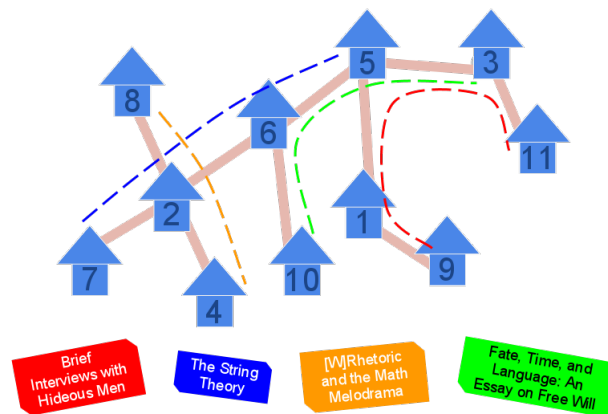 5
3
8
6
11
2
1
7
10
9
4
Brief
Interviews with
Hideous Men
The String
Theory
[W]Rhetoric
and the Math
Melodrama
Fate, Time, and
Language: An
Essay on Free Will